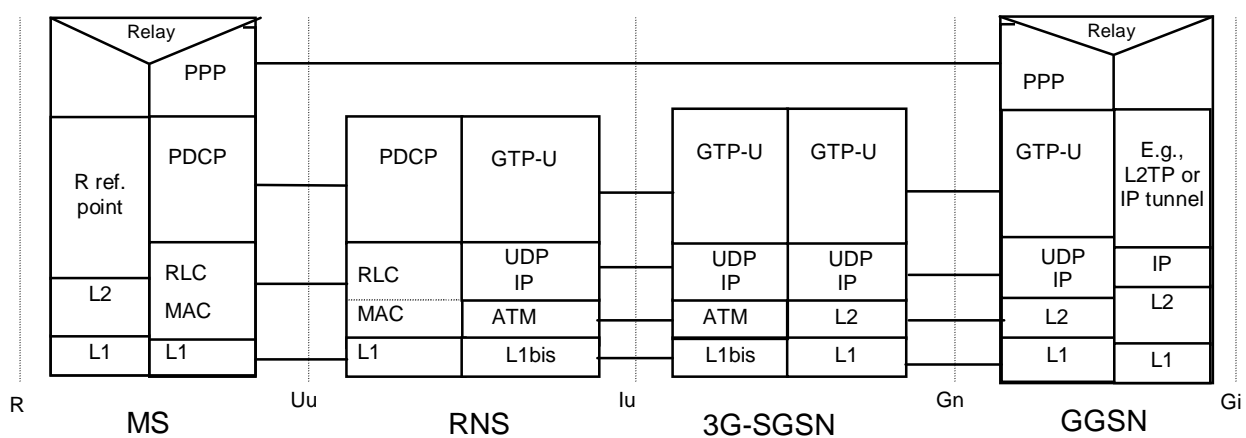 Relay
Relay
PPP
PPP
PDCP
PDCP
GTP-U
GTP-U
GTP-U
GTP-U
E.g.,
L2TP or
IP tunnel
R ref.
point
RLC
MAC
RLC
MAC
UDP
IP
UDP
IP
UDP
IP
UDP
IP
IP
L2
ATM
ATM
L2
L2
L2
L1
L1
L1
L1bis
L1bis
L1
L1
L1
R
Uu
Iu
Gn
Gi
MS
RNS
3G-SGSN
GGSN